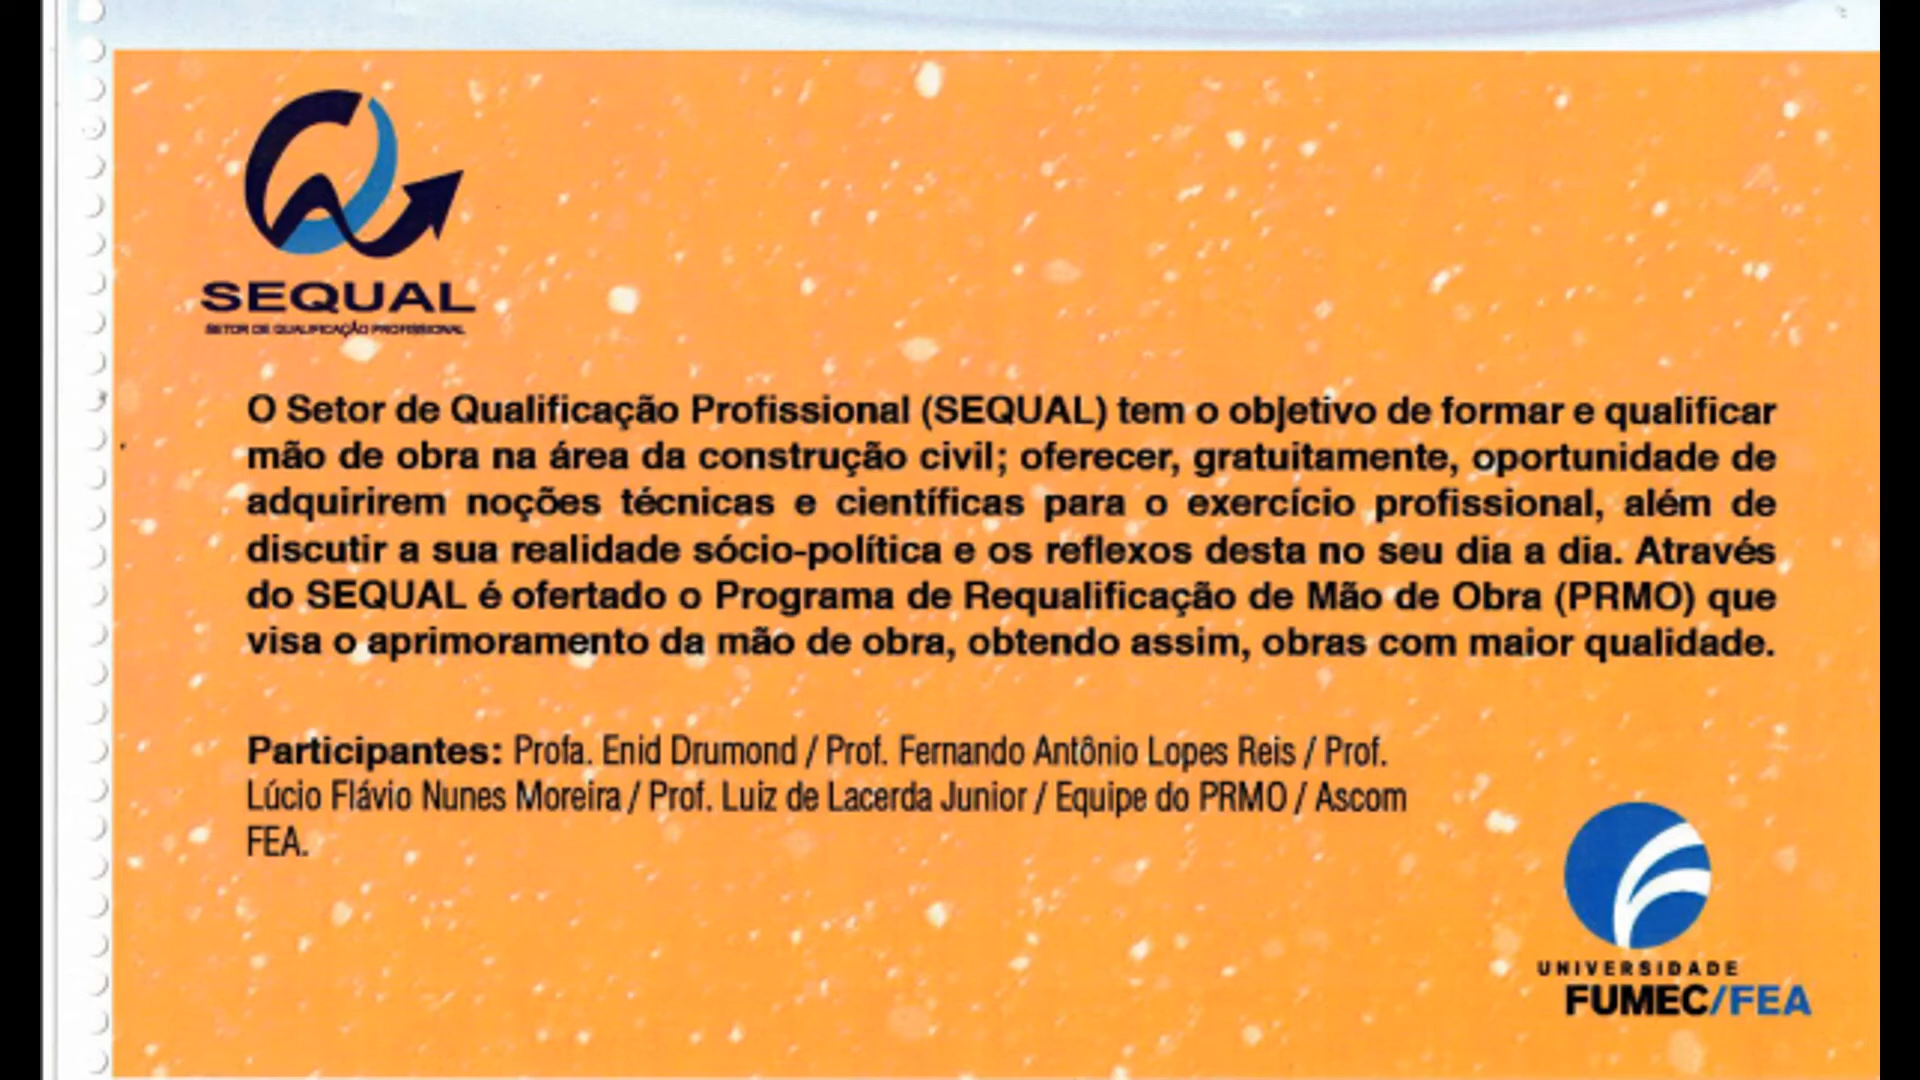 SEQUAL
SETOR DE QUALIFICAÇÃO PROFISSIONAL
O Setor de Qualificação Profissional (SEQUAL) tem o objetivo de formar e qualificar
mão de obra na área da construção civil; oferecer, gratuitamente, oportunidade de
adquirirem noções técnicas e científicas para o exercício profissional, além de
discutir a sua realidade sócio-política e os reflexos desta no seu dia a dia. Através
do SEQUAL é ofertado o Programa de Requalificação de Mão de Obra (PRMO) que
visa o aprimoramento da mão de obra, obtendo assim, obras com maior qualidade.
Participantes: Profa. Enid Drumond / Prof. Fernando Antônio Lopes Reis / Prof.
Lúcio Flávio Nunes Moreira / Prof. Luiz de Lacerda Junior / Equipe do PRMO / Ascom
FEA.
UNIVERSIDADE
FUMEC/FEA